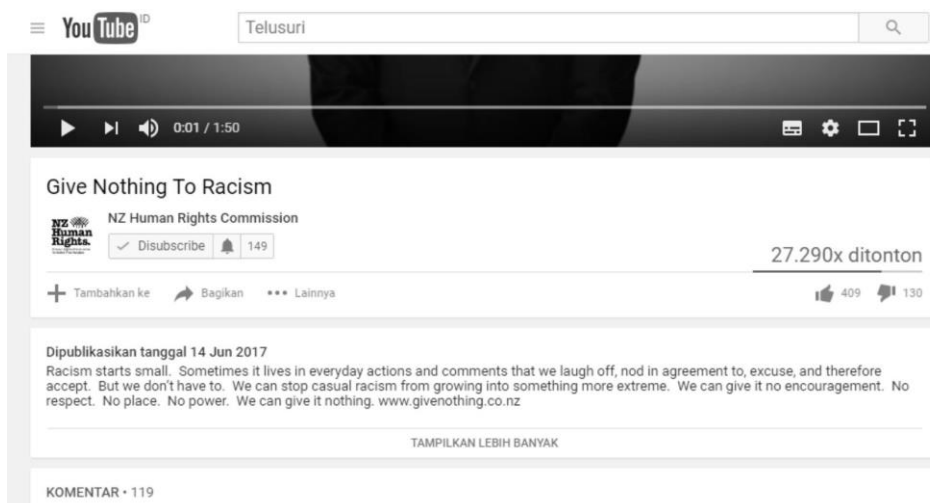 YouTube ID
Telusuri
0:01 / 1:50
Give Nothing To Racism
NZ Human Rights.
NZ Human Rights Commission
Disubscribe 149
27.290x ditonton
Tambahkan ke Bagikan Lainnya 409 130
Dipublikasikan tanggal 14 Jun 2017
Racism starts small. Sometimes it lives in everyday actions and comments that we laugh off, nod in agreement to, excuse, and therefore
accept. But we don't have to. We can stop casual racism from growing into something more extreme. We can give it no encouragement. No
respect. No place. No power. We can give it nothing. www.givenothing.co.nz
TAMPILKAN LEBIH BANYAK
KOMENTAR • 119